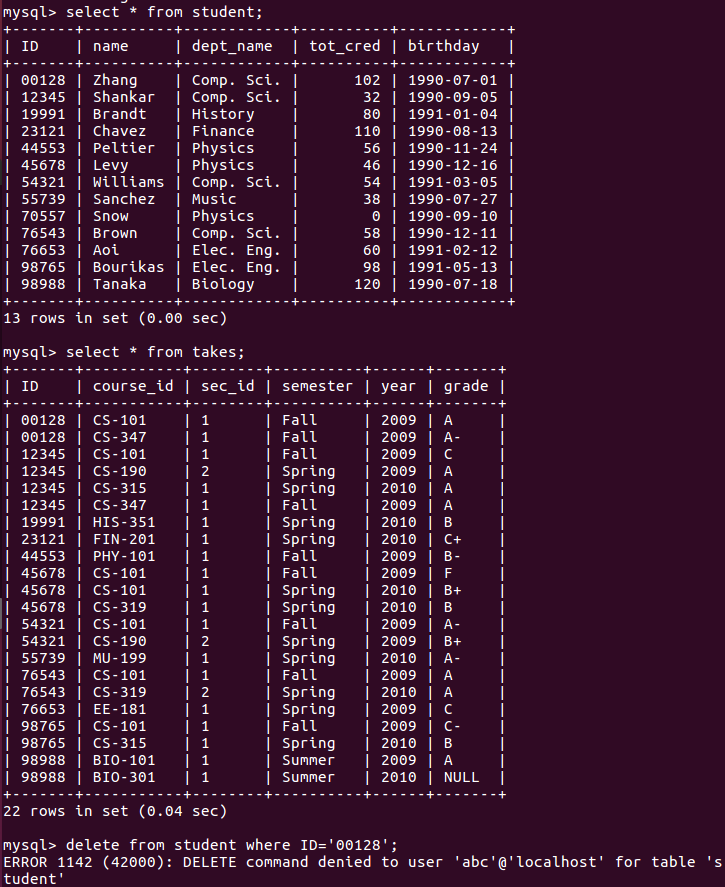 mysql> select * from student;
+-------+----------+------------+----------+------------+
| ID    | name     | dept_name  | tot_cred | birthday   |
+-------+----------+------------+----------+------------+
| 00128 | Zhang    | Comp. Sci. |      102 | 1990-07-01 |
| 12345 | Shankar  | Comp. Sci. |       32 | 1990-09-05 |
| 19991 | Brandt   | History    |       80 | 1991-01-04 |
| 23121 | Chavez   | Finance    |      110 | 1990-08-13 |
| 44553 | Peltier  | Physics    |       56 | 1990-11-24 |
| 45678 | Levy     | Physics    |       46 | 1990-12-16 |
| 54321 | Williams | Comp. Sci. |       54 | 1991-03-05 |
| 55739 | Sanchez  | Music      |       38 | 1990-07-27 |
| 70557 | Snow     | Physics    |        0 | 1990-09-10 |
| 76543 | Brown    | Comp. Sci. |       58 | 1990-12-11 |
| 76653 | Aoi      | Elec. Eng. |       60 | 1991-02-12 |
| 98765 | Bourikas | Elec. Eng. |       98 | 1991-05-13 |
| 98988 | Tanaka   | Biology    |      120 | 1990-07-18 |
+-------+----------+------------+----------+------------+
13 rows in set (0.00 sec)
mysql> select * from takes;
+-------+-----------+--------+----------+------+-------+
| ID    | course_id | sec_id | semester | year | grade |
+-------+-----------+--------+----------+------+-------+
| 00128 | CS-101    | 1      | Fall     | 2009 | A     |
| 00128 | CS-347    | 1      | Fall     | 2009 | A-    |
| 12345 | CS-101    | 1      | Fall     | 2009 | C     |
| 12345 | CS-190    | 2      | Spring   | 2009 | A     |
| 12345 | CS-315    | 1      | Spring   | 2010 | A     |
| 12345 | CS-347    | 1      | Fall     | 2009 | A     |
| 19991 | HIS-351   | 1      | Spring   | 2010 | B     |
| 23121 | FIN-201   | 1      | Spring   | 2010 | C+    |
| 44553 | PHY-101   | 1      | Fall     | 2009 | B-    |
| 45678 | CS-101    | 1      | Fall     | 2009 | F     |
| 45678 | CS-101    | 1      | Spring   | 2010 | B+    |
| 45678 | CS-319    | 1      | Spring   | 2010 | B     |
| 54321 | CS-101    | 1      | Fall     | 2009 | A-    |
| 54321 | CS-190    | 2      | Spring   | 2009 | B+    |
| 55739 | MU-199    | 1      | Spring   | 2010 | A-    |
| 76543 | CS-101    | 1      | Fall     | 2009 | A     |
| 76543 | CS-319    | 2      | Spring   | 2010 | A     |
| 76653 | EE-181    | 1      | Spring   | 2009 | C     |
| 98765 | CS-101    | 1      | Fall     | 2009 | C-    |
| 98765 | CS-315    | 1      | Spring   | 2010 | B     |
| 98988 | BIO-101   | 1      | Summer   | 2009 | A     |
| 98988 | BIO-301   | 1      | Summer   | 2010 | NULL  |
+-------+-----------+--------+----------+------+-------+
22 rows in set (0.04 sec)
mysql> delete from student where ID='00128';
ERROR 1142 (42000): DELETE command denied to user 'abc'@'localhost' for table 's
tudent'